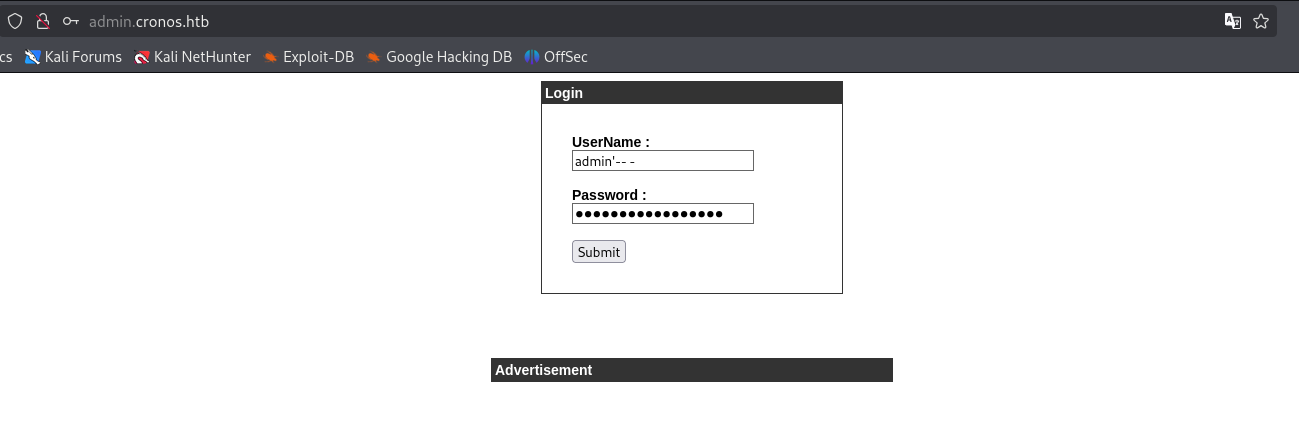 admin.cronos.htb
cs Kali Forums Kali NetHunter Exploit-DB Google Hacking DB OffSec
Login
UserName :
admin'-- -
Password :
●●●●●●●●●●●●●●●●●
Submit
Advertisement